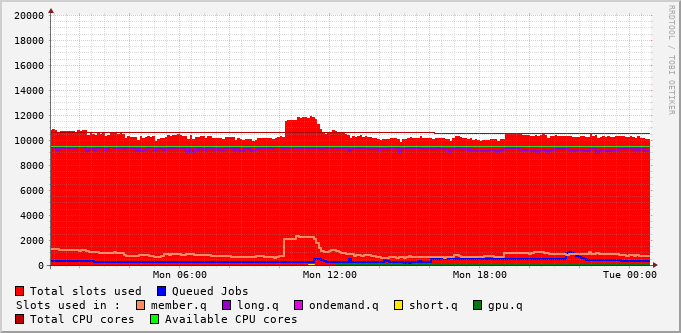 20000
18000
16000
14000
12000
10000
8000
6000
4000
2000
0
Mon 06:00 Mon 12:00 Mon 18:00 Tue 00:00
RRDTOOL / TOBI OETIKER
Total slots used Queued Jobs
Slots used in : member.q long.q ondemand.q short.q gpu.q
Total CPU cores Available CPU cores